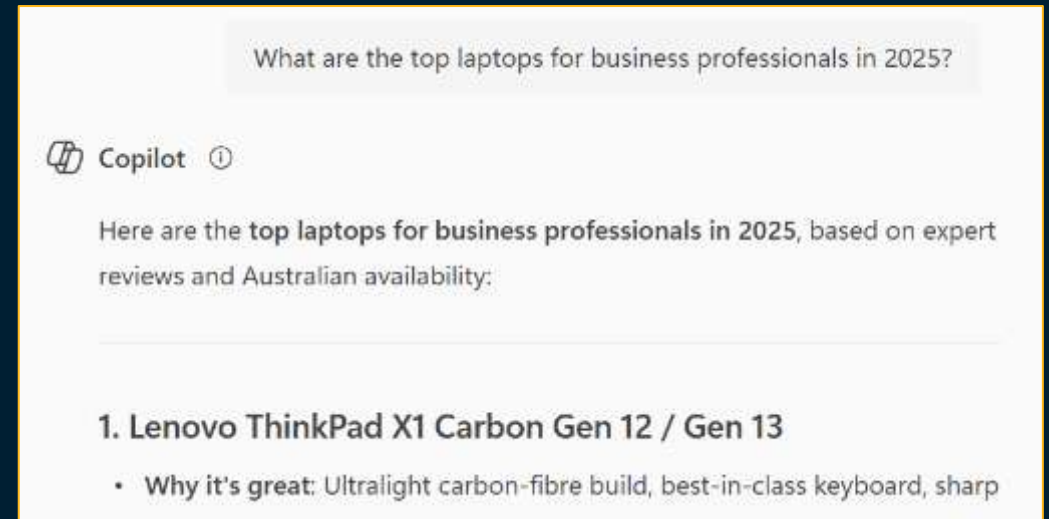 What are the top laptops for business professionals in 2025?
Copilot
Here are the top laptops for business professionals in 2025, based on expert
reviews and Australian availability:
1. Lenovo ThinkPad X1 Carbon Gen 12 / Gen 13
• Why it's great: Ultralight carbon-fibre build, best-in-class keyboard, sharp